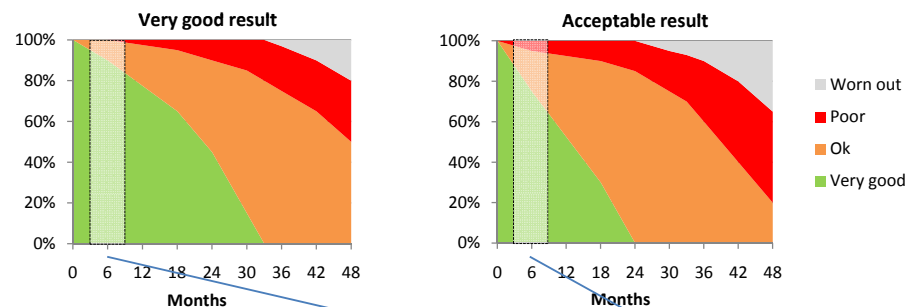 Very good result
100%
80%
60%
40%
20%
0%
0 6 12 18 24 30 36 42 48
Months
Acceptable result
100%
80%
60%
40%
20%
0%
0 6 12 18 24 30 36 42 48
Months
Worn out
Poor
Ok
Very good